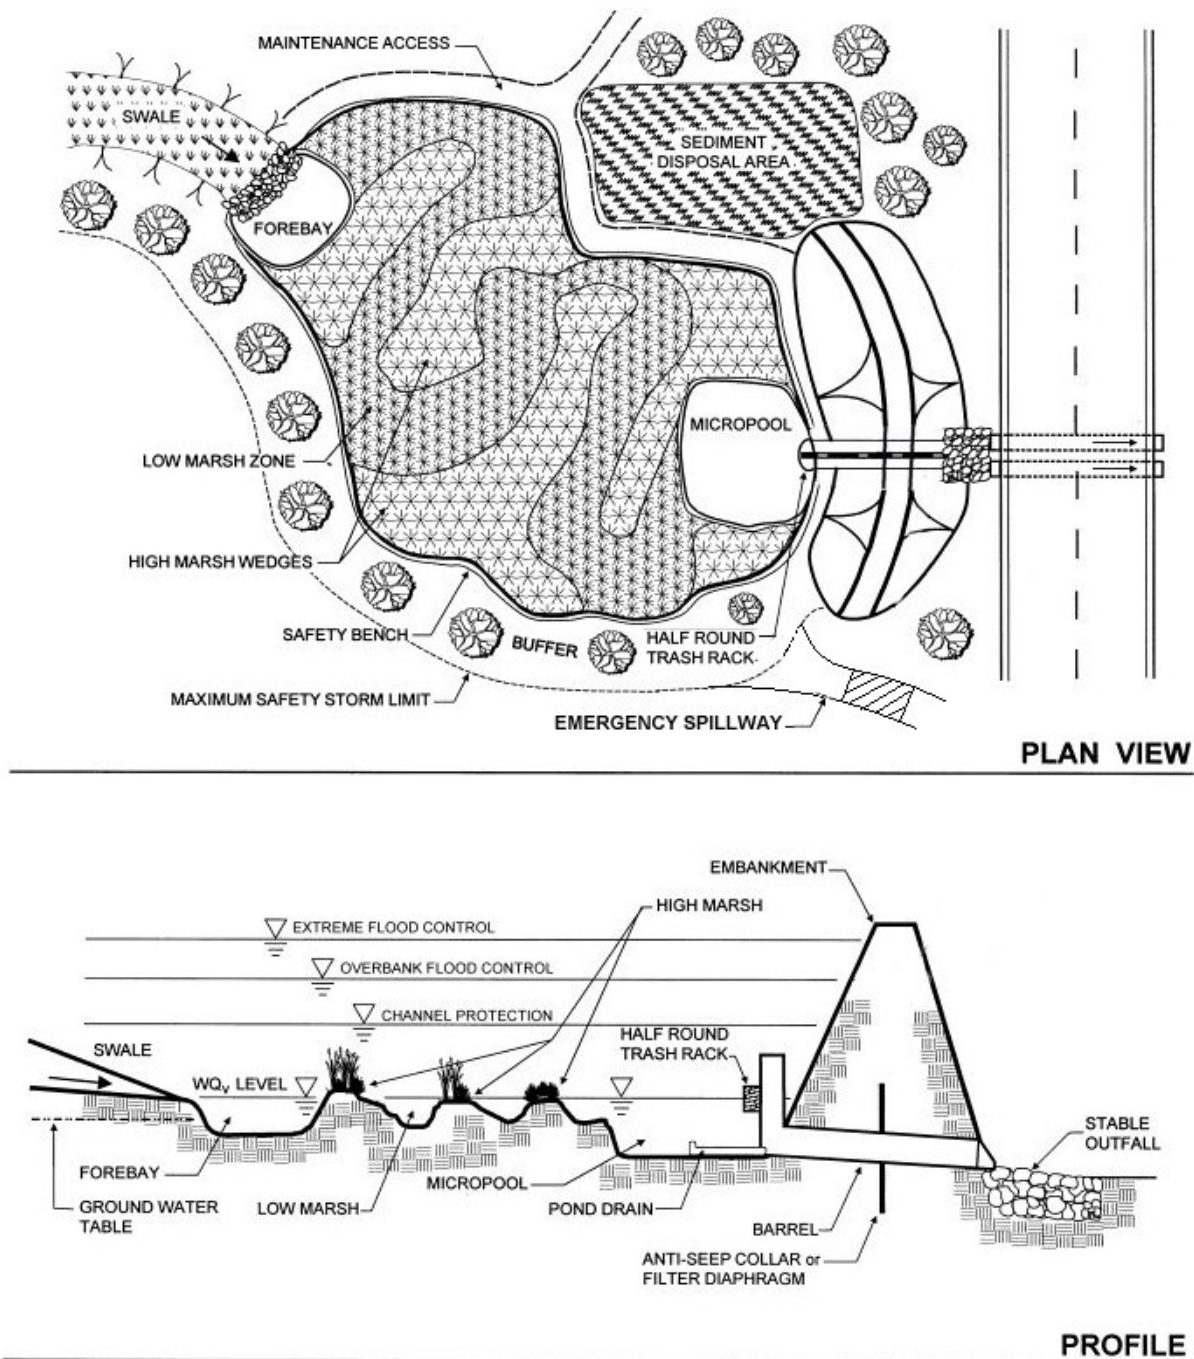 MAINTENANCE ACCESS
SWALE
SEDIMENT
DISPOSAL AREA
FOREBAY
MICROPOOL
LOW MARSH ZONE
HIGH MARSH WEDGES
SAFETY BENCH
BUFFER
HALF ROUND
TRASH RACK
MAXIMUM SAFETY STORM LIMIT
EMERGENCY SPILLWAY
PLAN VIEW
EMBANKMENT
HIGH MARSH
EXTREME FLOOD CONTROL
OVERBANK FLOOD CONTROL
CHANNEL PROTECTION
HALF ROUND
TRASH RACK
SWALE
WQv LEVEL
STABLE
OUTFALL
FOREBAY
MICROPOOL
GROUND WATER
TABLE
LOW MARSH
POND DRAIN
BARREL
ANTI-SEEP COLLAR or
FILTER DIAPHRAGM
PROFILE